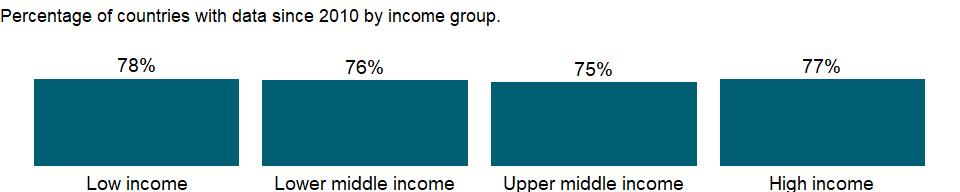 Percentage of countries with data since 2010 by income group.
78% 76% 75% 77%
Low income Lower middle income Upper middle income High income